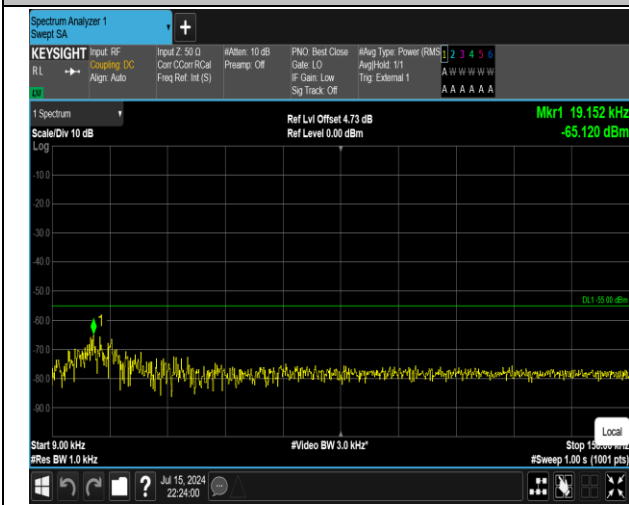 Spectrum Analyzer 1
Swept SA
KEYSIGHT
RL
LXI
Input: RF
Coupling: DC
Align: Auto
Input Z: 50 Ω
Corr CCorr RCal
Freq Ref: Int (S)
#Atten: 10 dB
Preamp: Off
PNO: Best Close
Gate: LO
IF Gain: Low
Sig Track: Off
#Avg Type: Power (RMS
Avg|Hold: 1/1
Trig: External 1
1 2 3 4 5 6
A W W W W W
A A A A A A
1 Spectrum
Scale/Div 10 dB
Log
Ref Lvl Offset 4.73 dB
Ref Level 0.00 dBm
Mkr1 19.152 kHz
-65.120 dBm
-10.0
-20.0
-30.0
-40.0
-50.0
DL1 -55.00 dBm
-60.0
1
-70.0
-80.0
-90.0
Local
Start 9.00 kHz
#Video BW 3.0 kHz*
Stop
#Res BW 1.0 kHz
#Sweep 1.00 s (1001 pts)
?
Jul 15, 2024
22:24:00